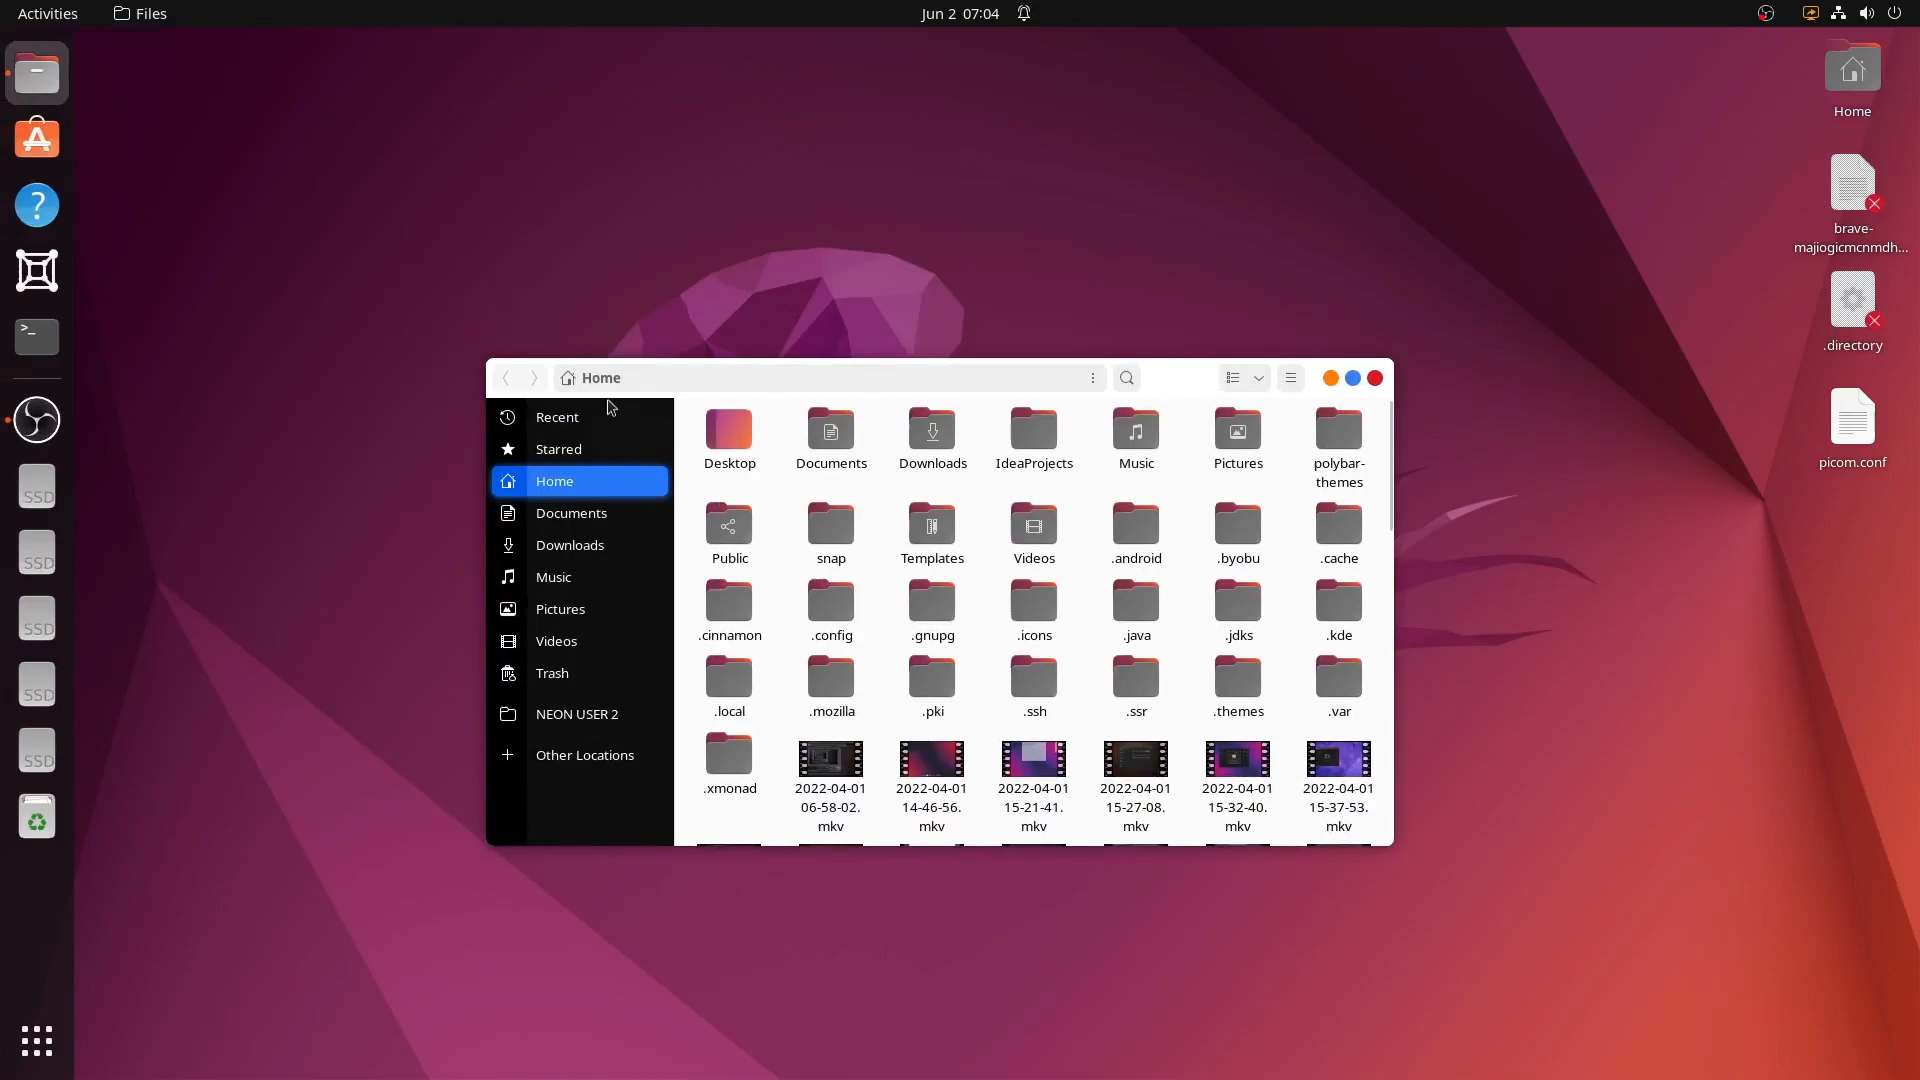 Activities
Files
Jun 2 07:04
Home
brave-
majiogicmcnmdh...
.directory
picom.conf
SSD
SSD
SSD
SSD
SSD
Home
Recent
Starred
Home
Documents
Downloads
Music
Pictures
Videos
Trash
NEON USER 2
Other Locations
Desktop
Documents
Downloads
IdeaProjects
Music
Pictures
polybar-
themes
Public
snap
Templates
Videos
.android
.byobu
.cache
.cinnamon
.config
.gnupg
.icons
.java
.jdks
.kde
.local
.mozilla
.pki
.ssh
.ssr
.themes
.var
.xmonad
2022-04-01
06-58-02.
mkv
2022-04-01
14-46-56.
mkv
2022-04-01
15-21-41.
mkv
2022-04-01
15-27-08.
mkv
2022-04-01
15-32-40.
mkv
2022-04-01
15-37-53.
mkv